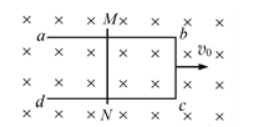 × × × M × × × ×
a b
× × × × × × v₀ ×
× × × × × × ×
d c
× × × N × × × ×